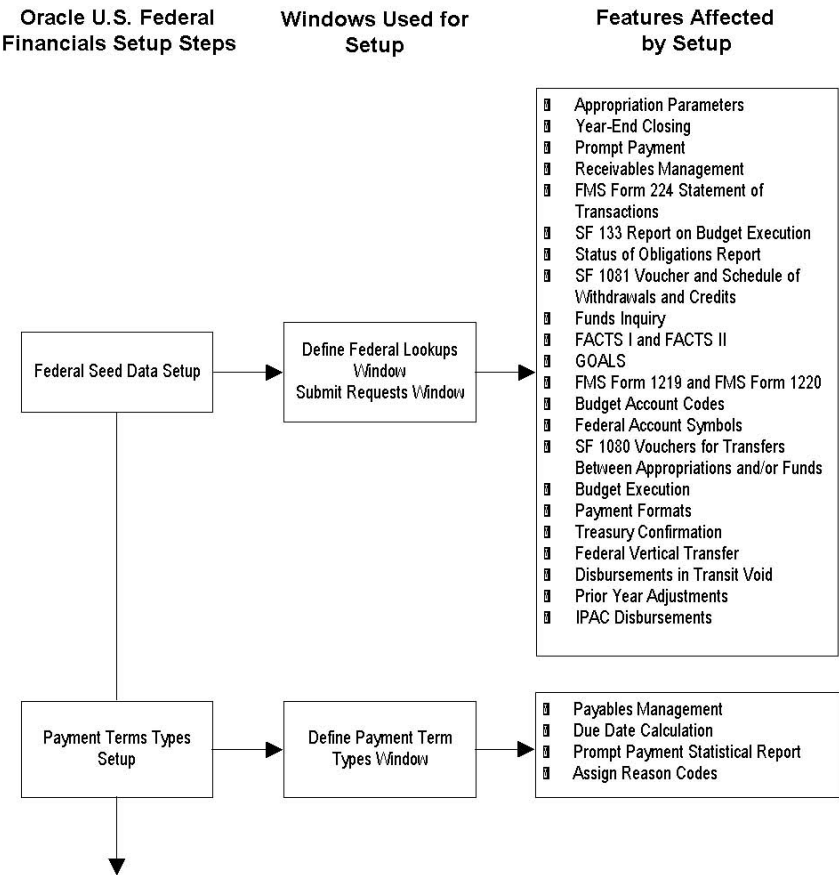 Oracle U.S. Federal
Financials Setup Steps
Windows Used for
Setup
Features Affected
by Setup
Federal Seed Data Setup
Define Federal Lookups
Window
Submit Requests Window
Appropriation Parameters
Year-End Closing
Prompt Payment
Receivables Management
FMS Form 224 Statement of
Transactions
SF 133 Report on Budget Execution
Status of Obligations Report
SF 1081 Voucher and Schedule of
Withdrawals and Credits
Funds Inquiry
FACTS I and FACTS II
GOALS
FMS Form 1219 and FMS Form 1220
Budget Account Codes
Federal Account Symbols
SF 1080 Vouchers for Transfers
Between Appropriations and/or Funds
Budget Execution
Payment Formats
Treasury Confirmation
Federal Vertical Transfer
Disbursements in Transit Void
Prior Year Adjustments
IPAC Disbursements
Payment Terms Types
Setup
Define Payment Term
Types Window
Payables Management
Due Date Calculation
Prompt Payment Statistical Report
Assign Reason Codes